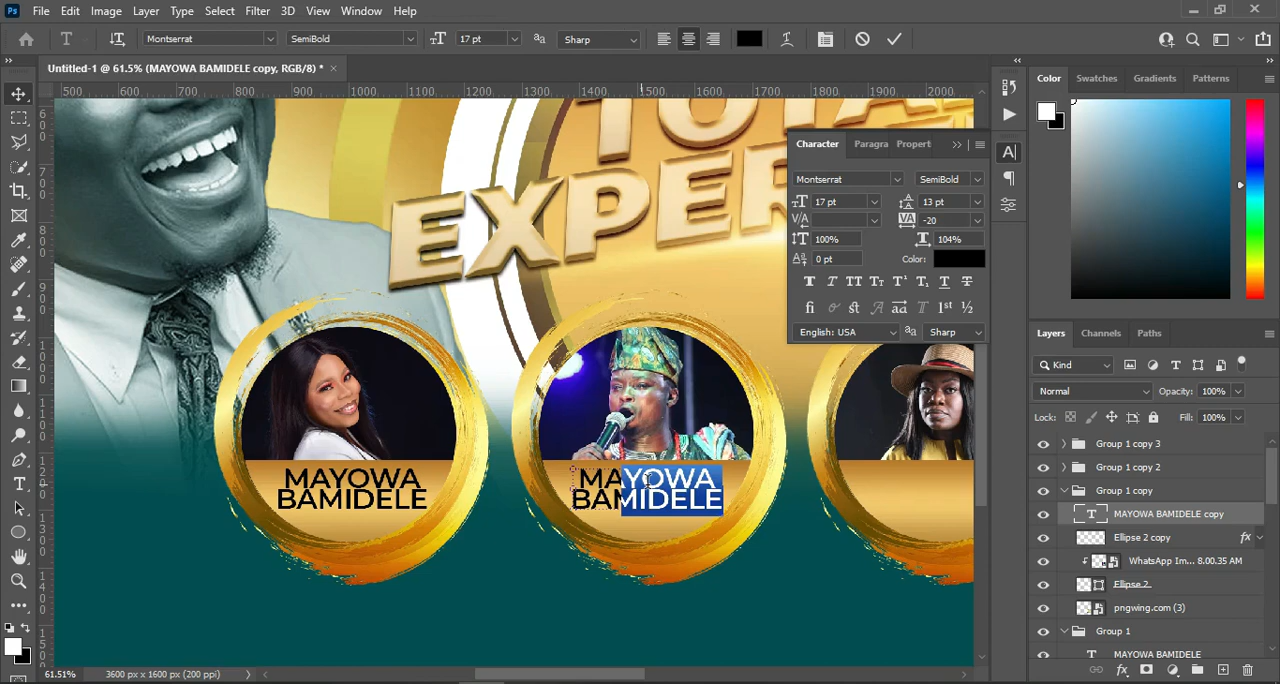 Ps File Edit Image Layer Type Select Filter 3D View Window Help
T Montserrat SemiBold 17 pt Sharp
Untitled-1 @ 61.5% (MAYOWA BAMIDELE copy, RGB/8) * ×
500 600 700 800 900 1000 1100 1200 1300 1400 1500 1600 1700 1800 1900 2000
TOTAL
EXPER
MAYOWA
BAMIDELE
MAYOWA
BAMIDELE
Character Paragra Propert
Montserrat SemiBold
17 pt 13 pt
-20
100% 104%
0 pt Color:
English: USA Sharp
Color Swatches Gradients Patterns
Layers Channels Paths
Kind
Normal Opacity: 100%
Lock: Fill: 100%
Group 1 copy 3
Group 1 copy 2
Group 1 copy
MAYOWA BAMIDELE copy
Ellipse 2 copy fx
WhatsApp Im... 8.00.35 AM
Ellipse 2
pngwing.com (3)
Group 1
MAYOWA BAMIDELE
61.51% 3600 px x 1600 px (200 ppi)